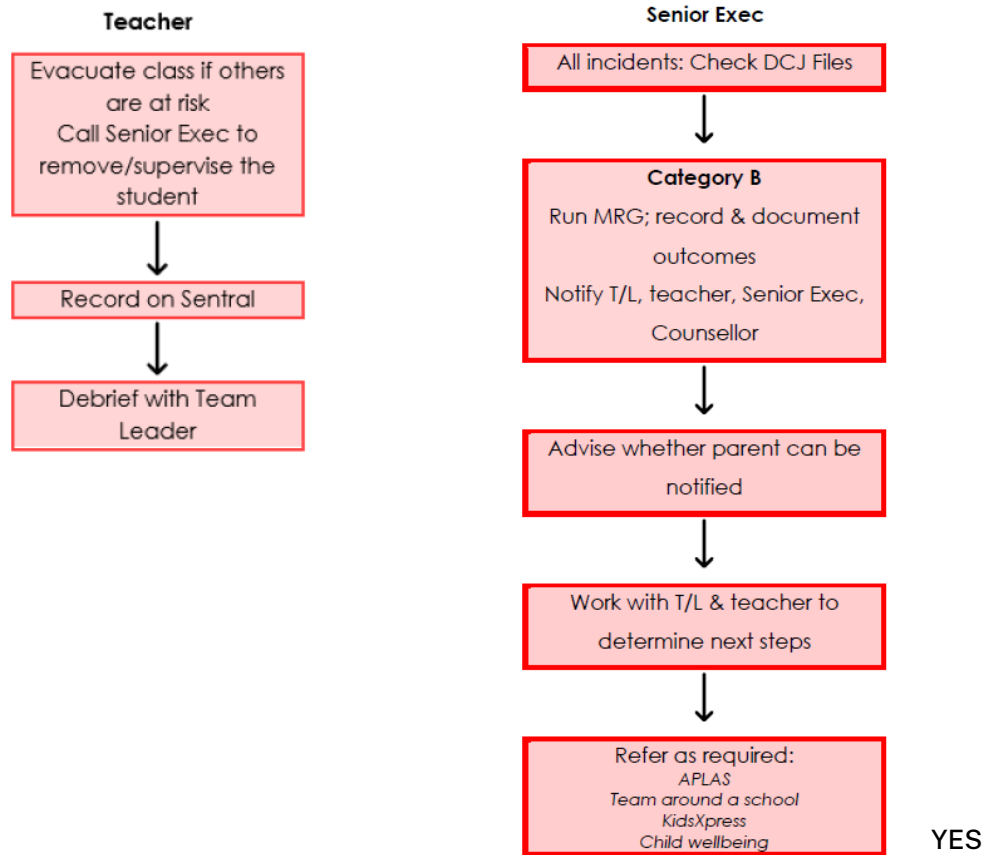 Teacher
Evacuate class if others
are at risk
Call Senior Exec to
remove/supervise the
student
Record on Sentral
Debrief with Team
Leader
Senior Exec
All incidents: Check DCJ Files
Category B
Run MRG; record & document
outcomes
Notify T/L, teacher, Senior Exec,
Counsellor
Advise whether parent can be
notified
Work with T/L & teacher to
determine next steps
Refer as required:
APLAS
Team around a school
KidsXpress
Child wellbeing
YES